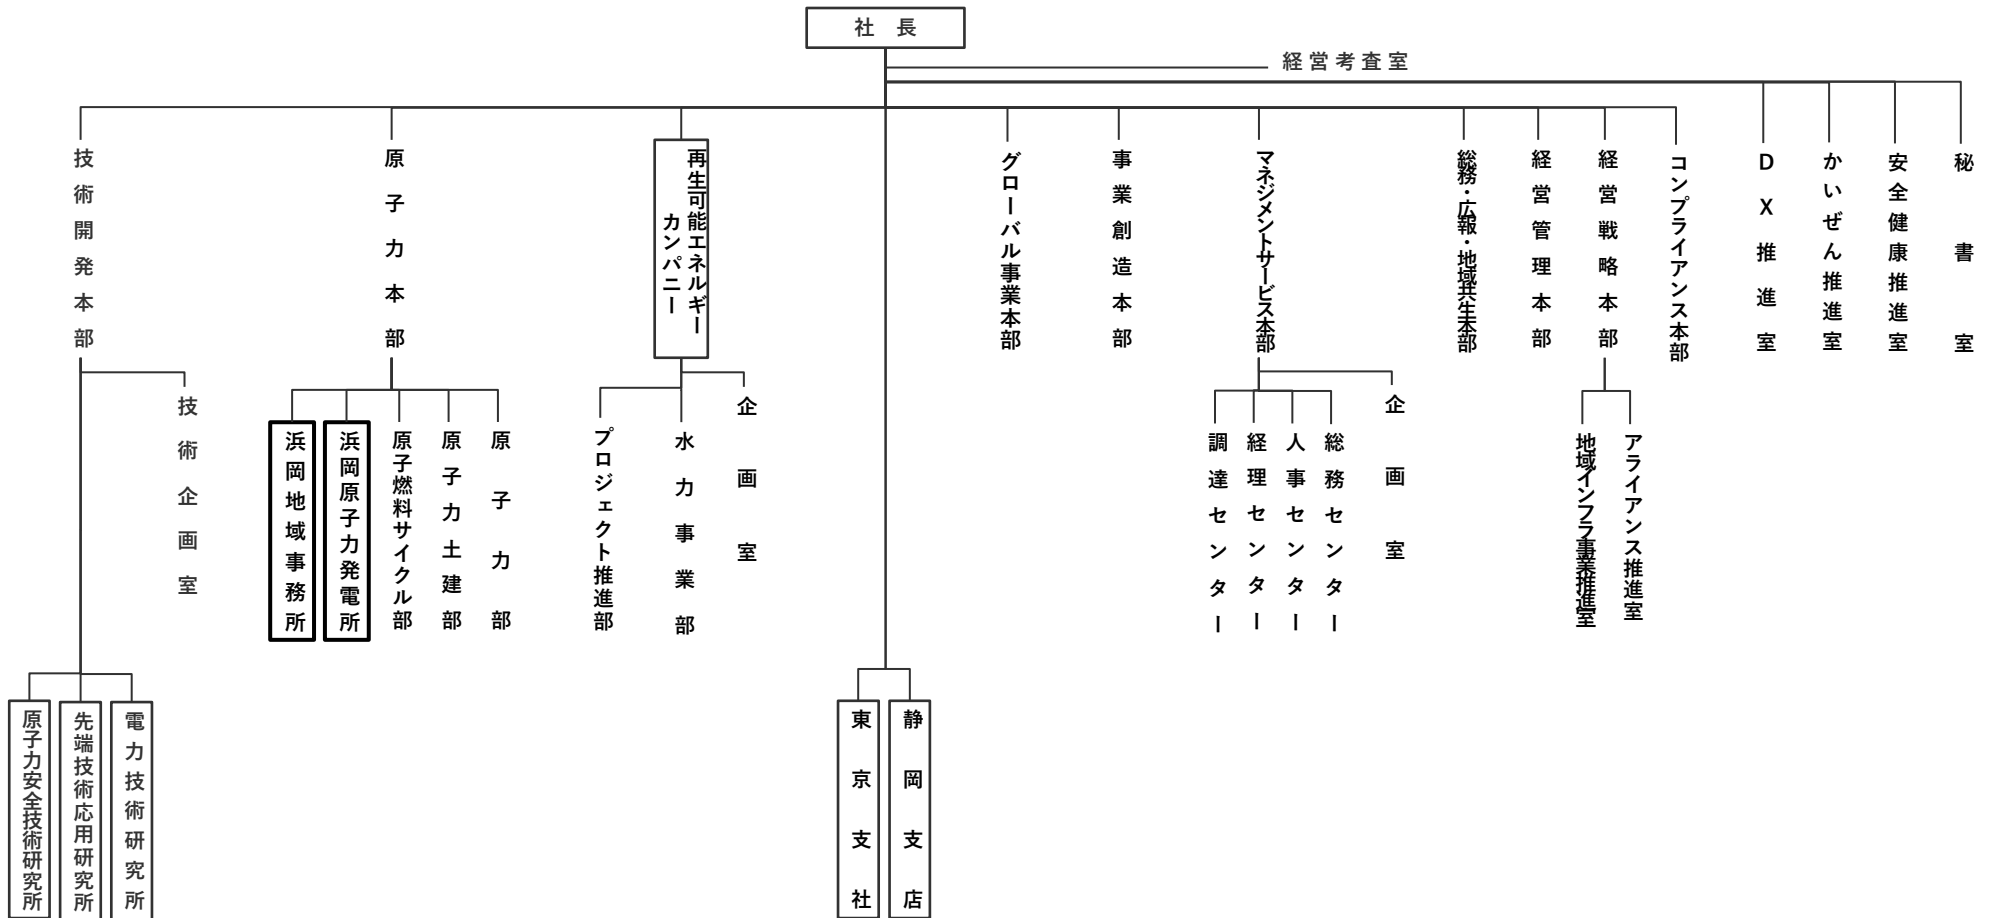 社 長
経営考査室
秘書室
安全健康推進室
かいぜん推進室
DX推進室
コンプライアンス本部
経営戦略本部
経営管理本部
総務・広報・地域共生本部
マネジメントサービス本部
事業創造本部
グローバル事業本部
再生可能エネルギー
カンパニー
原子力本部
技術開発本部
アライアンス推進室
地域インフラ事業推進室
企画室
総務センター
人事センター
経理センター
調達センター
企画室
水力事業部
プロジェクト推進部
原子力部
原子力土建部
原子燃料サイクル部
浜岡原子力発電所
浜岡地域事務所
技術企画室
静岡支店
東京支社
電力技術研究所
先端技術応用研究所
原子力安全技術研究所